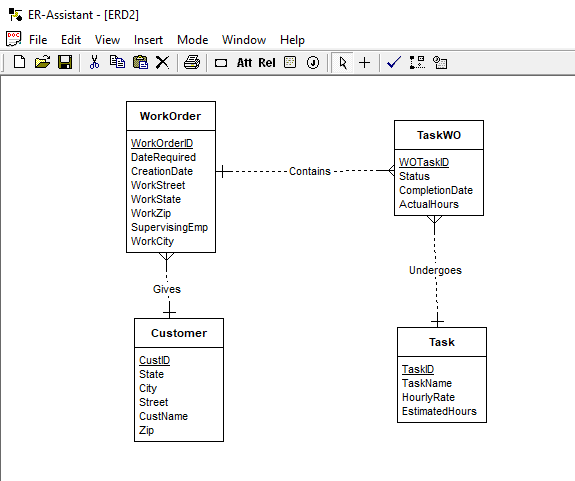 ER-Assistant - [ERD2]
DOC File Edit View Insert Mode Window Help
Att Rel J
WorkOrder
WorkOrderID
DateRequired
CreationDate
WorkStreet
WorkState
WorkZip
SupervisingEmp
WorkCity
Contains
TaskWO
WOTaskID
Status
CompletionDate
ActualHours
Gives
Undergoes
Customer
CustID
State
City
Street
CustName
Zip
Task
TaskID
TaskName
HourlyRate
EstimatedHours